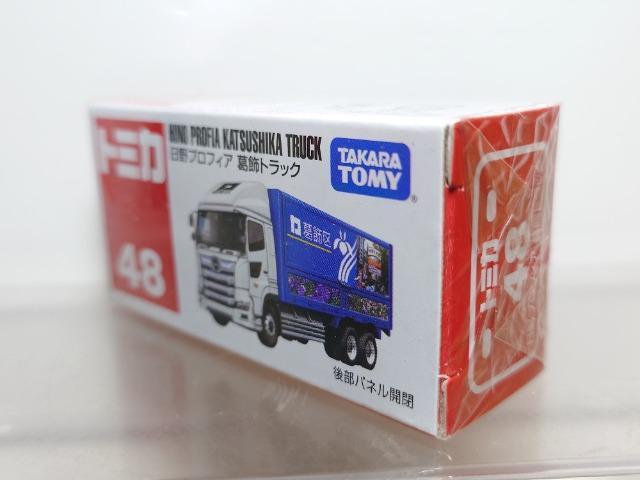 トミカ
48
HINO PROFIA KATSUSHIKA TRUCK
日野プロフィア 葛飾トラック
TAKARA
TOMY
®
葛飾区
後部パネル開閉
トミカ
48